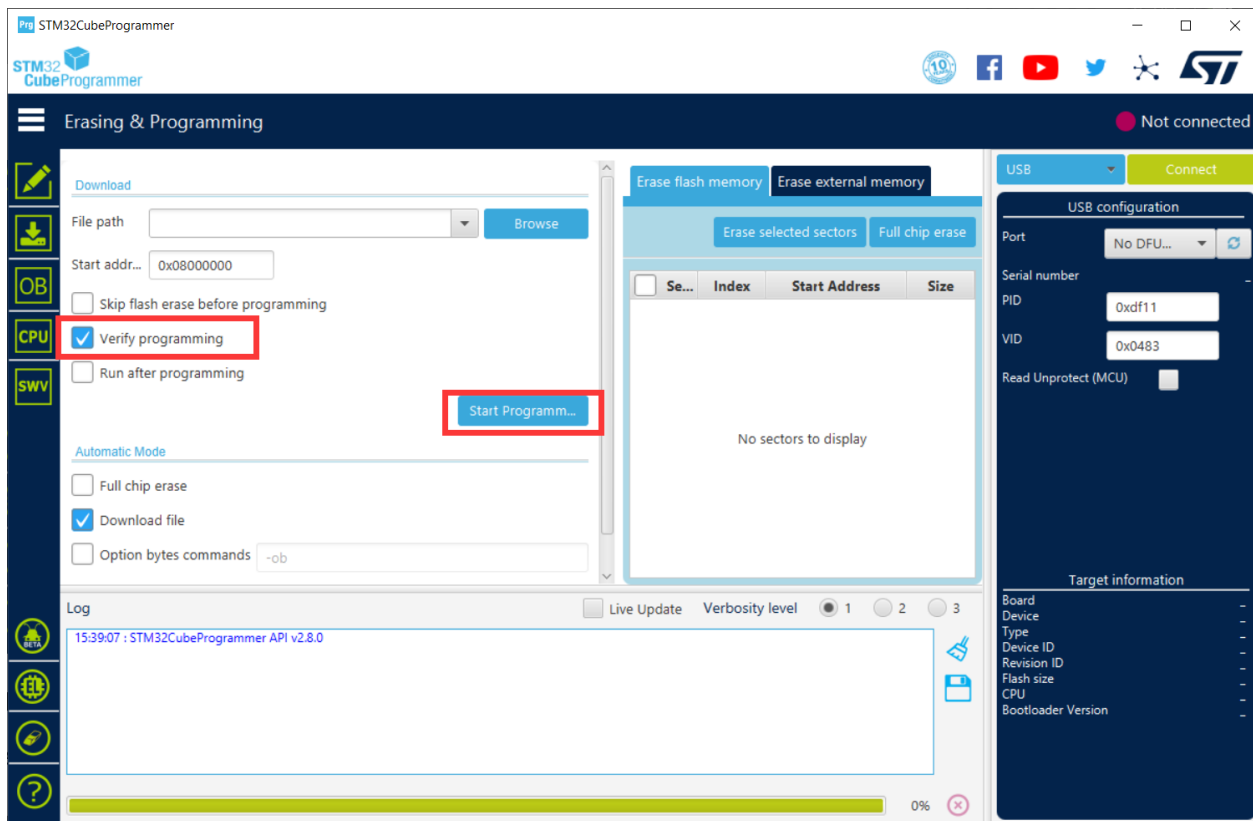 Prg STM32CubeProgrammer
STM32
CubeProgrammer
10
Erasing & Programming
Not connected
Download
File path
Browse
Start addr...
0x08000000
Skip flash erase before programming
Verify programming
Run after programming
Start Programm...
Automatic Mode
Full chip erase
Download file
Option bytes commands
-ob
OB
CPU
SWV
Erase flash memory
Erase external memory
Erase selected sectors
Full chip erase
Se...
Index
Start Address
Size
No sectors to display
USB
Connect
USB configuration
Port
No DFU...
Serial number
PID
0xdf11
VID
0x0483
Read Unprotect (MCU)
Log
Live Update
Verbosity level
1
2
3
15:39:07 : STM32CubeProgrammer API v2.8.0
0%
BETA
EL
?
Target information
Board
Device
Type
Device ID
Revision ID
Flash size
CPU
Bootloader Version